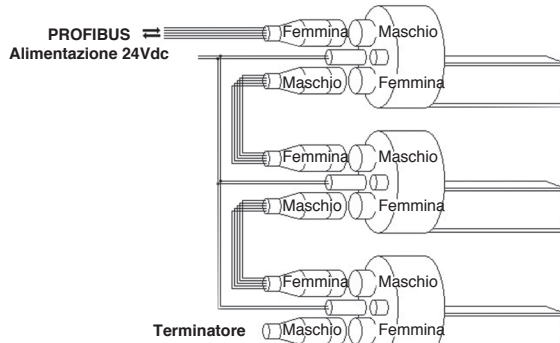 PROFIBUS
Femmina Maschio
Alimentazione 24Vdc
Maschio Femmina
Femmina Maschio
Maschio Femmina
Femmina Maschio
Terminatore Maschio Femmina